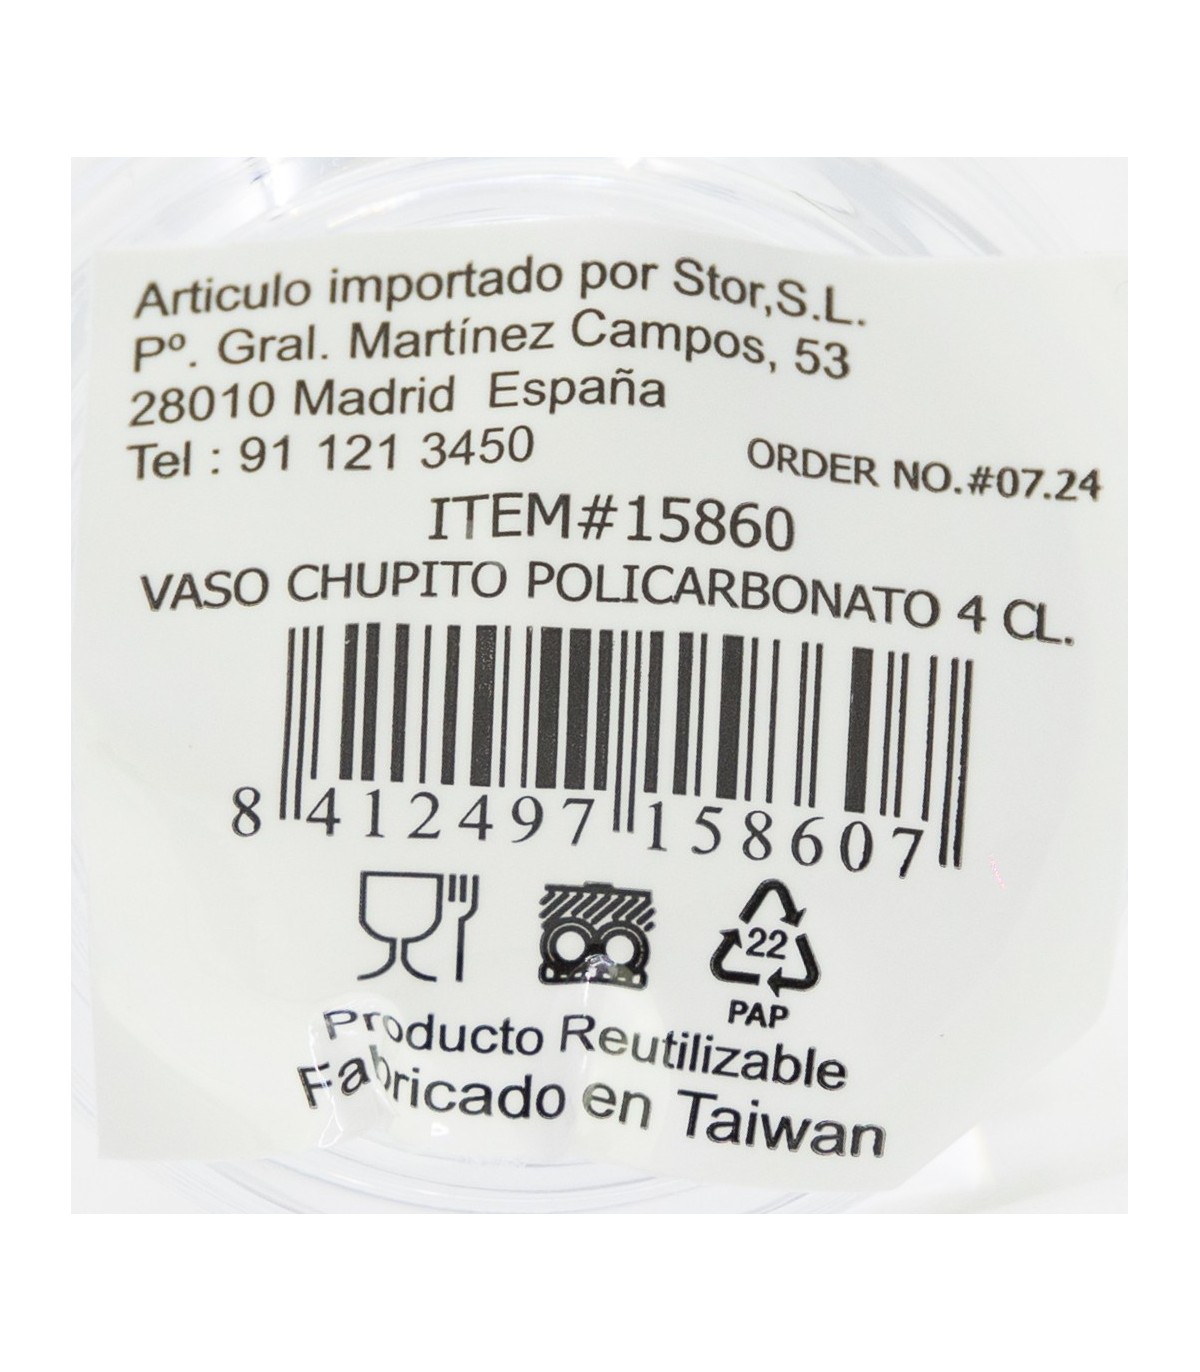 Articulo importado por Stor,S.L.
Pº. Gral. Martínez Campos, 53
28010 Madrid España
Tel : 91 121 3450
ORDER NO.#07.24
ITEM#15860
VASO CHUPITO POLICARBONATO 4 CL.
8 412497 158607
22
PAP
Producto Reutilizable
Fabricado en Taiwan